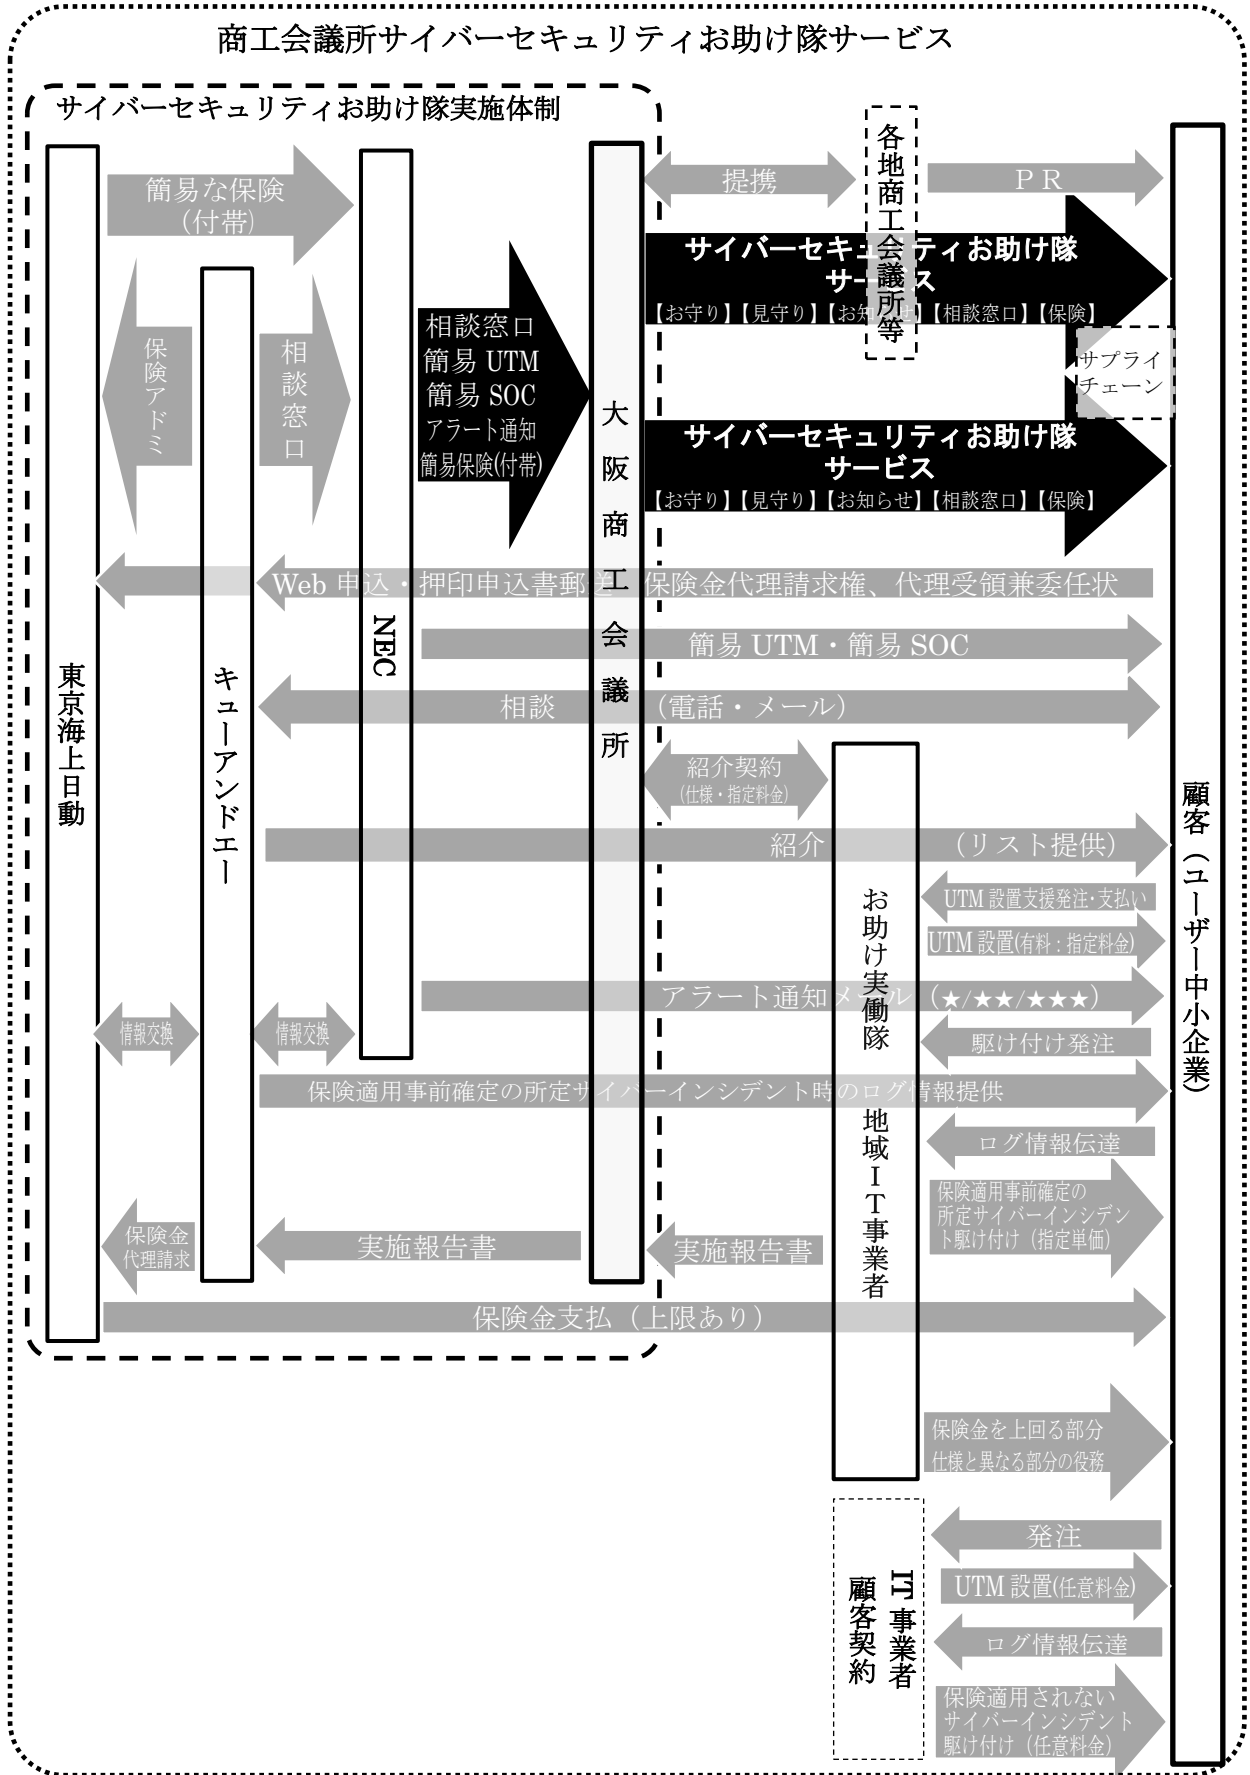 商工会議所サイバーセキュリティお助け隊サービス
サイバーセキュリティお助け隊実施体制
東京海上日動
キューアンドエー
NEC
大阪商工会議所
各地商工会議所等
顧客（ユーザー中小企業）
簡易な保険
（付帯）
提携
ＰＲ
サイバーセキュリティお助け隊
サービス
【お守り】【見守り】【お知らせ】【相談窓口】【保険】
保険アドミ
相談窓口
相談窓口
簡易 UTM
簡易 SOC
アラート通知
簡易保険(付帯)
サプライ
チェーン
サイバーセキュリティお助け隊
サービス
【お守り】【見守り】【お知らせ】【相談窓口】【保険】
Web 申込・押印申込書郵送 保険金代理請求権、代理受領兼委任状
簡易 UTM・簡易 SOC
相談 （電話・メール）
紹介契約
(仕様・指定料金)
紹介 （リスト提供）
お助け実働隊 地域ＩＴ事業者
UTM 設置支援発注・支払い
UTM 設置(有料：指定料金)
アラート通知メール（★/★★/★★★）
情報交換
情報交換
駆け付け発注
保険適用事前確定の所定サイバーインシデント時のログ情報提供
ログ情報伝達
保険適用事前確定の
所定サイバーインシデン
ト駆け付け（指定単価）
保険金
代理請求
実施報告書
実施報告書
保険金支払（上限あり）
保険金を上回る部分
仕様と異なる部分の役務
発注
UTM 設置(任意料金)
ログ情報伝達
顧客契約
IT 事業者
保険適用されない
サイバーインシデント
駆け付け（任意料金）